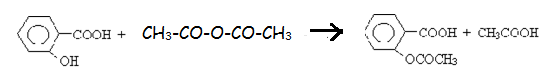 COOH + CH₃-CO-O-CO-CH₃ COOH + CH₃COOH
OH OCOCH₃